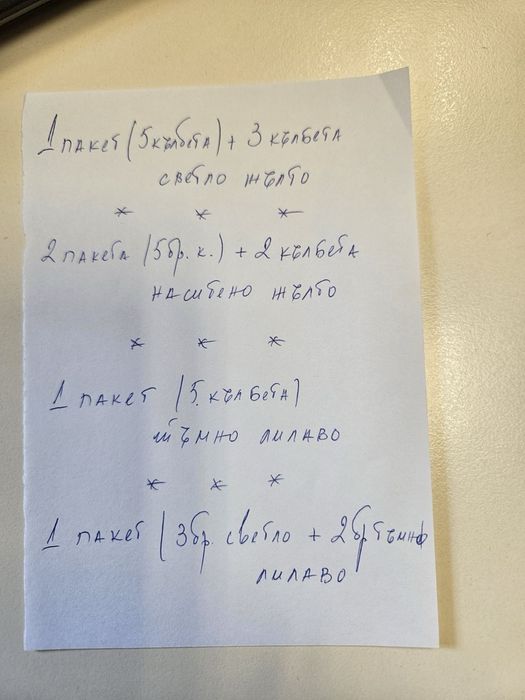 1 пакет (5 кълбета) + 3 кълбета
светло жълто
* * *
2 пакета (5 бр. к.) + 2 кълбета
наситено жълто
* * *
1 пакет (5 кълбета)
тъмно лилаво
* * *
1 пакет (3 бр. светло + 2 бр тъмно
лилаво